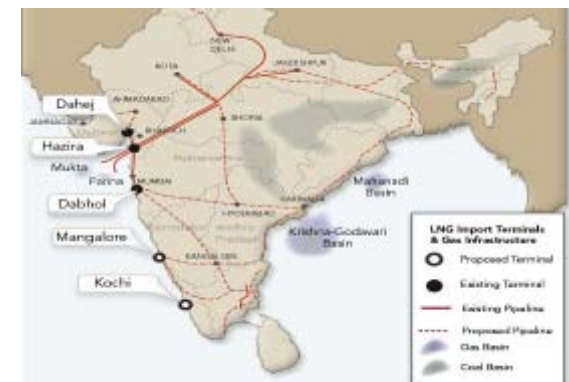 NEW
DELHI
KOTA
JAGDISHPUR
AHMADABAD
Dahej
Hazira
BHOPAL
Mukta
Panna
MUMBAI
Dabhol
Mahanadi
Basin
KAKINADA
Krishna-Godavari
Basin
Mangalore
BANGALORE
Kochi
LNG Import Terminals
& Gas Infrastructure
Proposed Terminal
Existing Terminal
Existing Pipeline
Proposed Pipeline
Gas Basin
Coal Basin